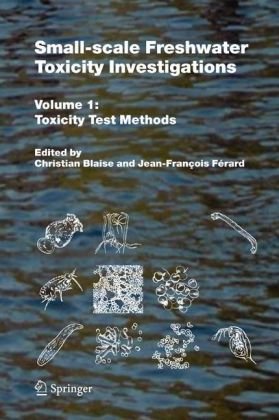 Small-scale Freshwater
Toxicity Investigations
Volume 1:
Toxicity Test Methods
Edited by
Christian Blaise and Jean-François Férard
Springer